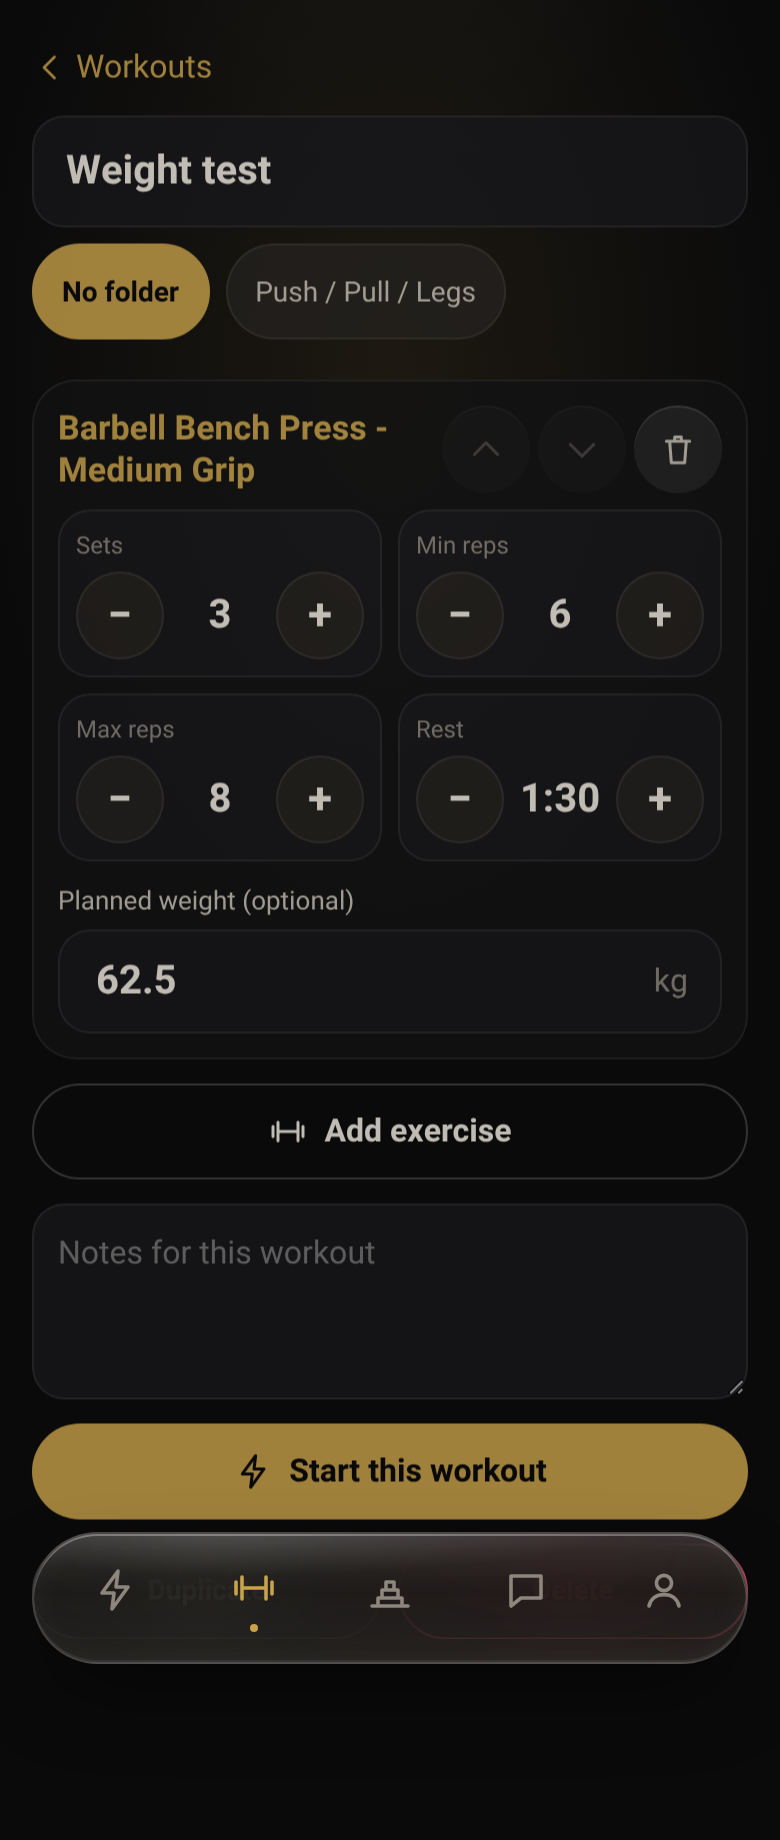 Workouts
Weight test
No folder
Push / Pull / Legs
Barbell Bench Press -
Medium Grip
Sets
Min reps
− 3 +
− 6 +
Max reps
Rest
− 8 +
− 1:30 +
Planned weight (optional)
62.5
kg
Add exercise
Notes for this workout
Start this workout